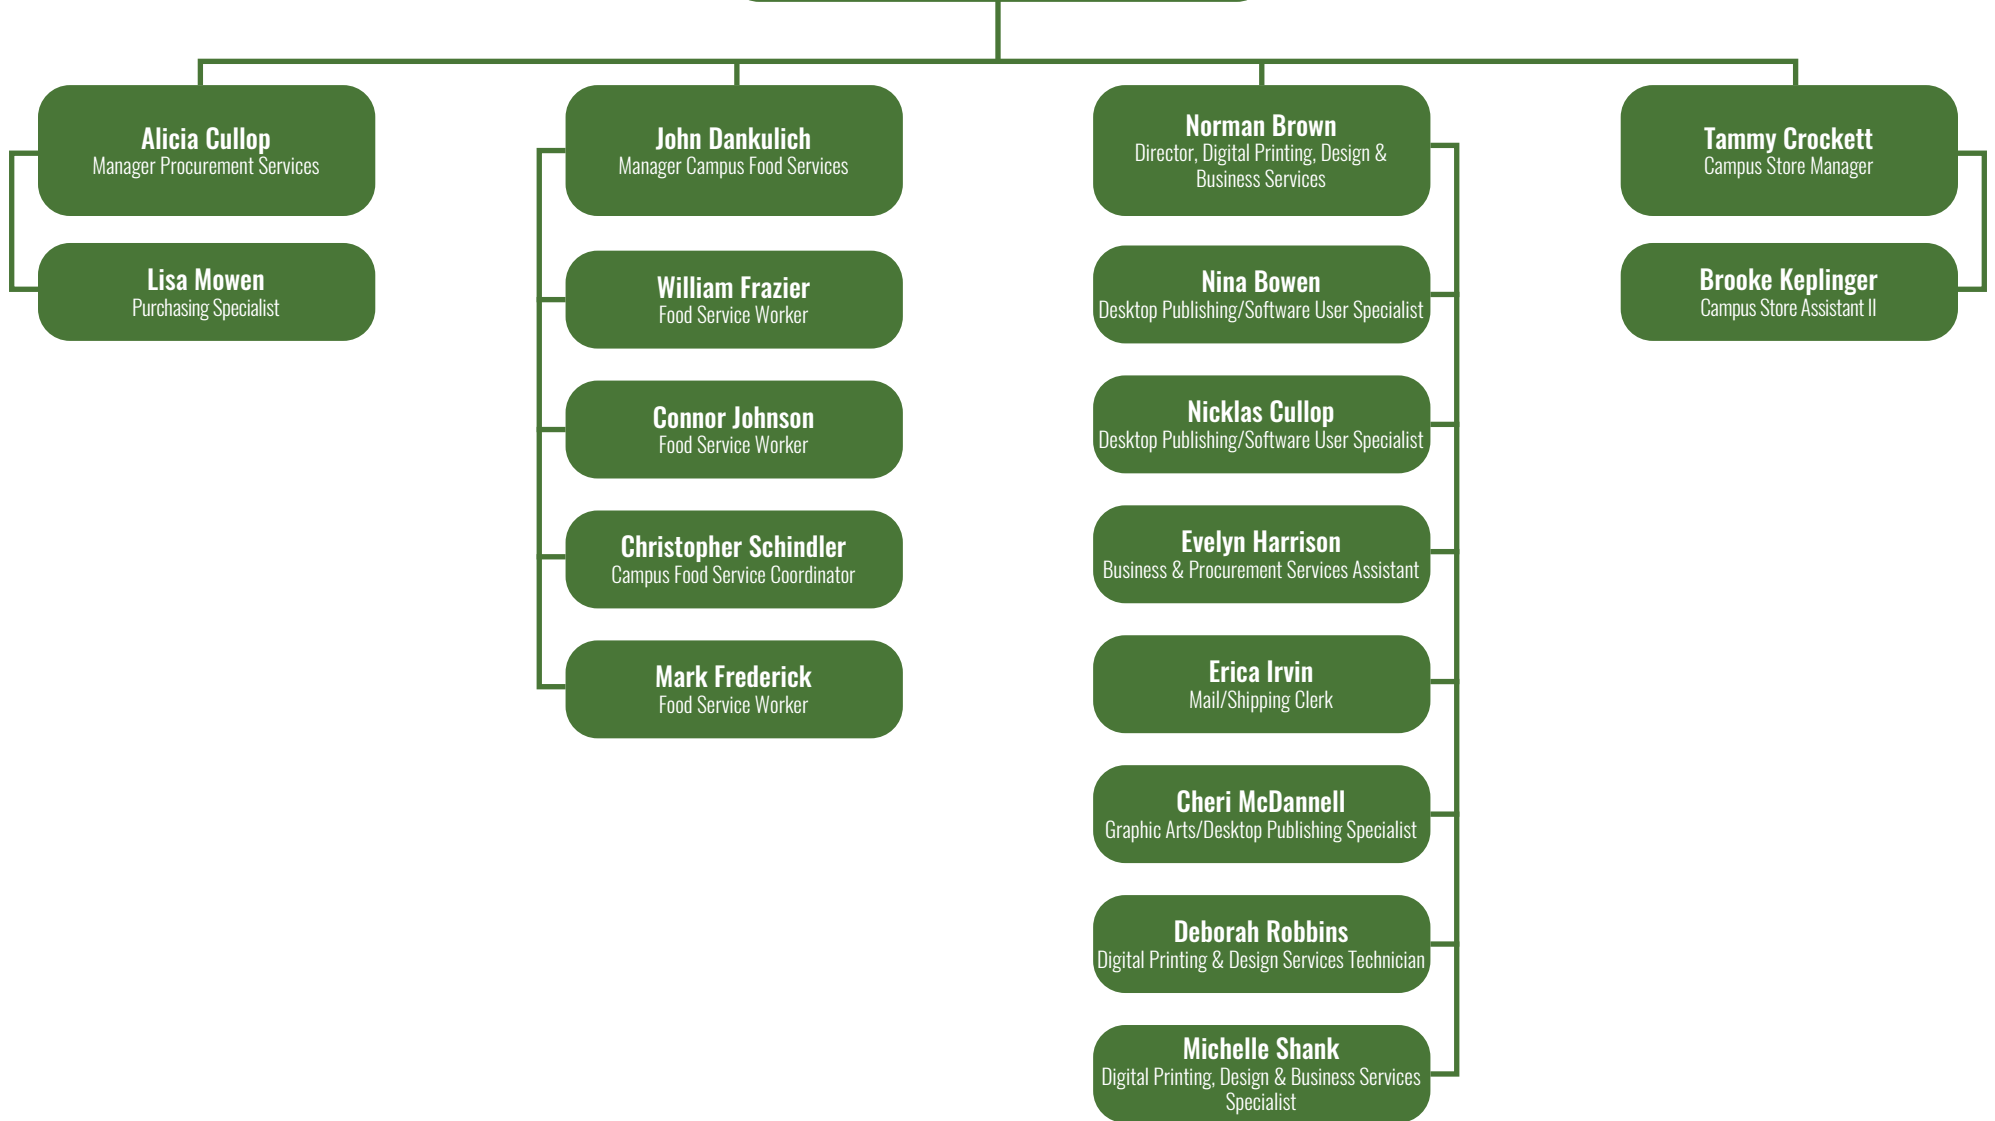 Alicia Cullop
Manager Procurement Services
Lisa Mowen
Purchasing Specialist
John Dankulich
Manager Campus Food Services
William Frazier
Food Service Worker
Connor Johnson
Food Service Worker
Christopher Schindler
Campus Food Service Coordinator
Mark Frederick
Food Service Worker
Norman Brown
Director, Digital Printing, Design &
Business Services
Nina Bowen
Desktop Publishing/Software User Specialist
Nicklas Cullop
Desktop Publishing/Software User Specialist
Evelyn Harrison
Business & Procurement Services Assistant
Erica Irvin
Mail/Shipping Clerk
Cheri McDannell
Graphic Arts/Desktop Publishing Specialist
Deborah Robbins
Digital Printing & Design Services Technician
Michelle Shank
Digital Printing, Design & Business Services
Specialist
Tammy Crockett
Campus Store Manager
Brooke Keplinger
Campus Store Assistant II